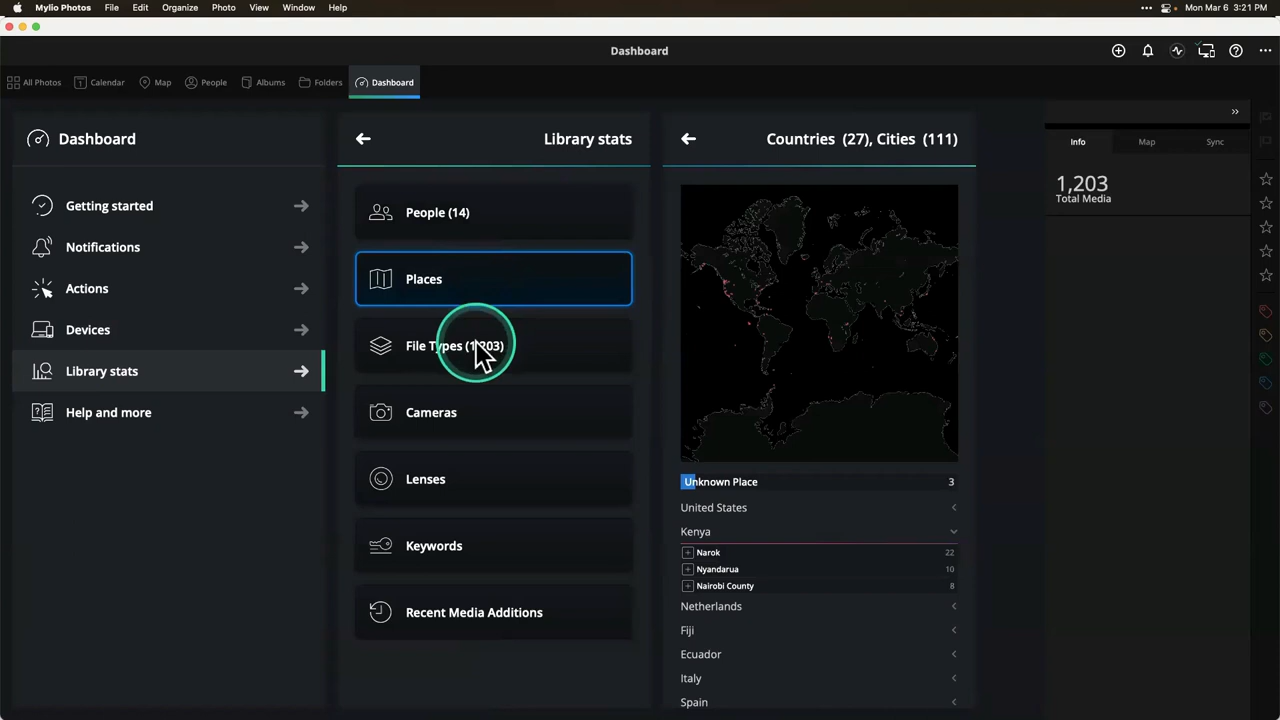 Mylio Photos File Edit Organize Photo View Window Help
Mon Mar 6 3:21 PM
Dashboard
All Photos Calendar Map People Albums Folders Dashboard
Dashboard
Getting started
Notifications
Actions
Devices
Library stats
Help and more
Library stats
People (14)
Places
File Types (1,203)
Cameras
Lenses
Keywords
Recent Media Additions
Countries (27), Cities (111)
Unknown Place 3
United States
Kenya
Narok 22
Nyandarua 10
Nairobi County 8
Netherlands
Fiji
Ecuador
Italy
Spain
Info Map Sync
1,203
Total Media